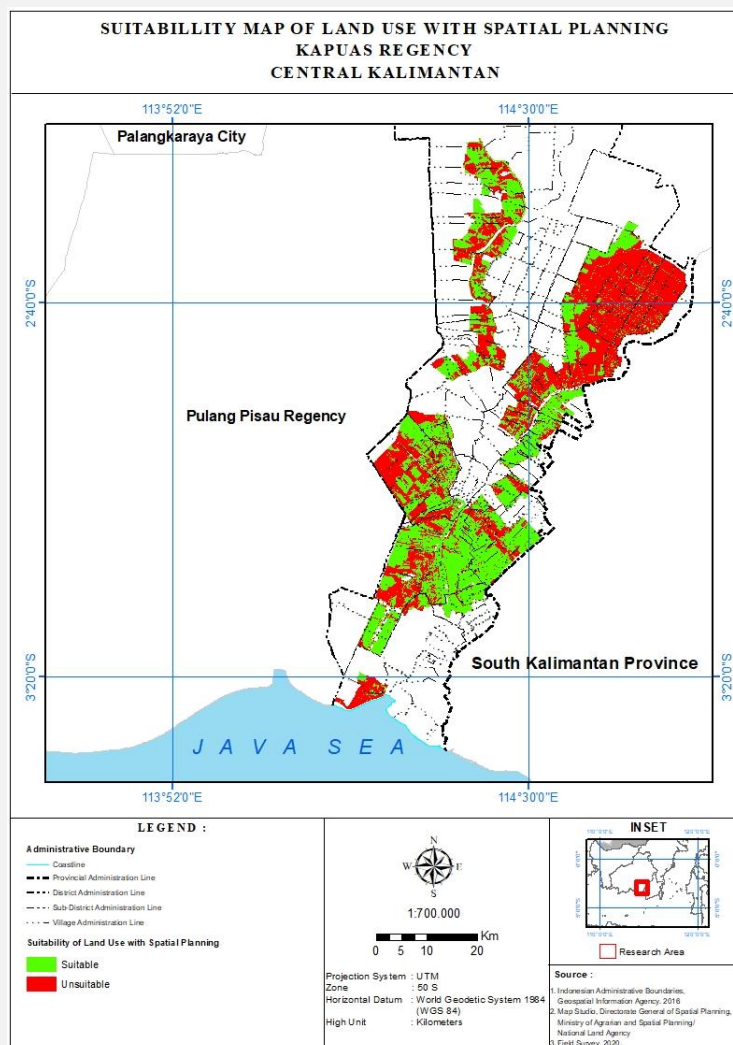 SUITABILLITY MAP OF LAND USE WITH SPATIAL PLANNING
KAPUAS REGENCY
CENTRAL KALIMANTAN
113°52'0"E
114°30'0"E
Palangkaraya City
2°40'0"S
2°40'0"S
Pulang Pisau Regency
South Kalimantan Province
3°20'0"S
3°20'0"S
JAVA SEA
113°52'0"E
114°30'0"E
LEGEND :
Administrative Boundary
Coastline
Provincial Administration Line
District Administration Line
Sub-District Administration Line
Village Administration Line
Suitability of Land Use with Spatial Planning
Suitable
Unsuitable
N
W E
S
1:700.000
Km
0 5 10 20
Projection System : UTM
Zone : 50 S
Horizontal Datum : World Geodetic System 1984
(WGS 84)
High Unit : Kilometers
INSET
Research Area
Source :
1. Indonesian Administrative Boundaries,
Geospatial Information Agency, 2016
2. Map Studio, Directorate General of Spatial Planning,
Ministry of Agrarian and Spatial Planning/
National Land Agency
3. Field Survey, 2020.